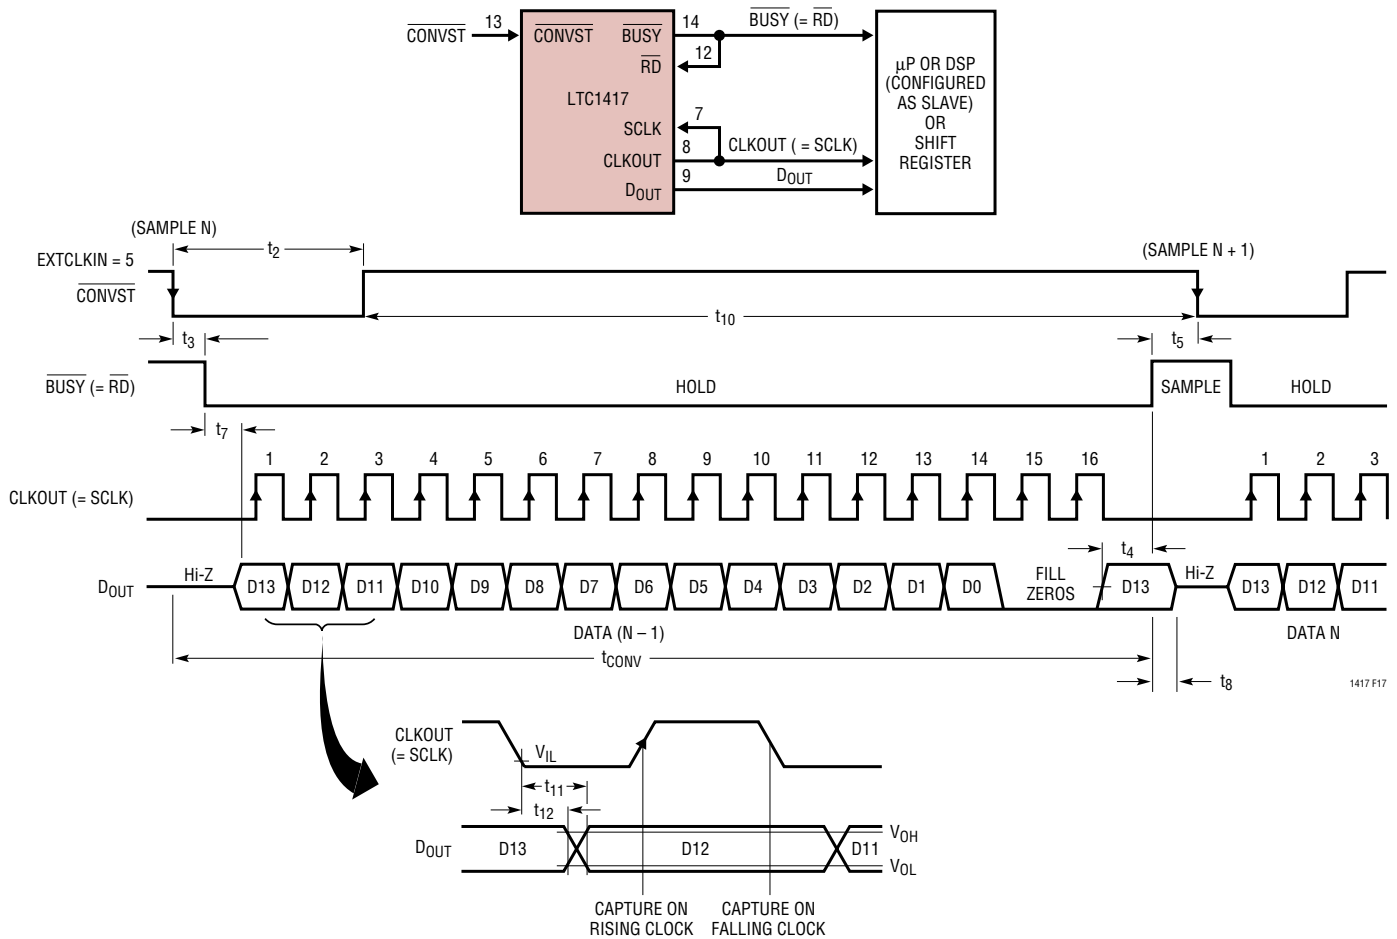 CONVST 13 CONVST BUSY 14 BUSY (= RD)
12
RD
LTC1417
SCLK 7
CLKOUT 8 CLKOUT ( = SCLK)
DOUT 9 DOUT
µP OR DSP
(CONFIGURED
AS SLAVE)
OR
SHIFT
REGISTER
(SAMPLE N)
t2
(SAMPLE N + 1)
EXTCLKIN = 5
CONVST
t10
t3
t5
BUSY (= RD)
HOLD SAMPLE HOLD
t7
1 2 3 4 5 6 7 8 9 10 11 12 13 14 15 16 1 2 3
CLKOUT (= SCLK)
t4
DOUT Hi-Z D13 D12 D11 D10 D9 D8 D7 D6 D5 D4 D3 D2 D1 D0 FILL ZEROS D13 Hi-Z D13 D12 D11
DATA (N – 1) DATA N
tCONV
t8
1417 F17
CLKOUT
(= SCLK)
VIL
t11
t12
VOH
DOUT D13 D12 D11
VOL
CAPTURE ON
RISING CLOCK
CAPTURE ON
FALLING CLOCK